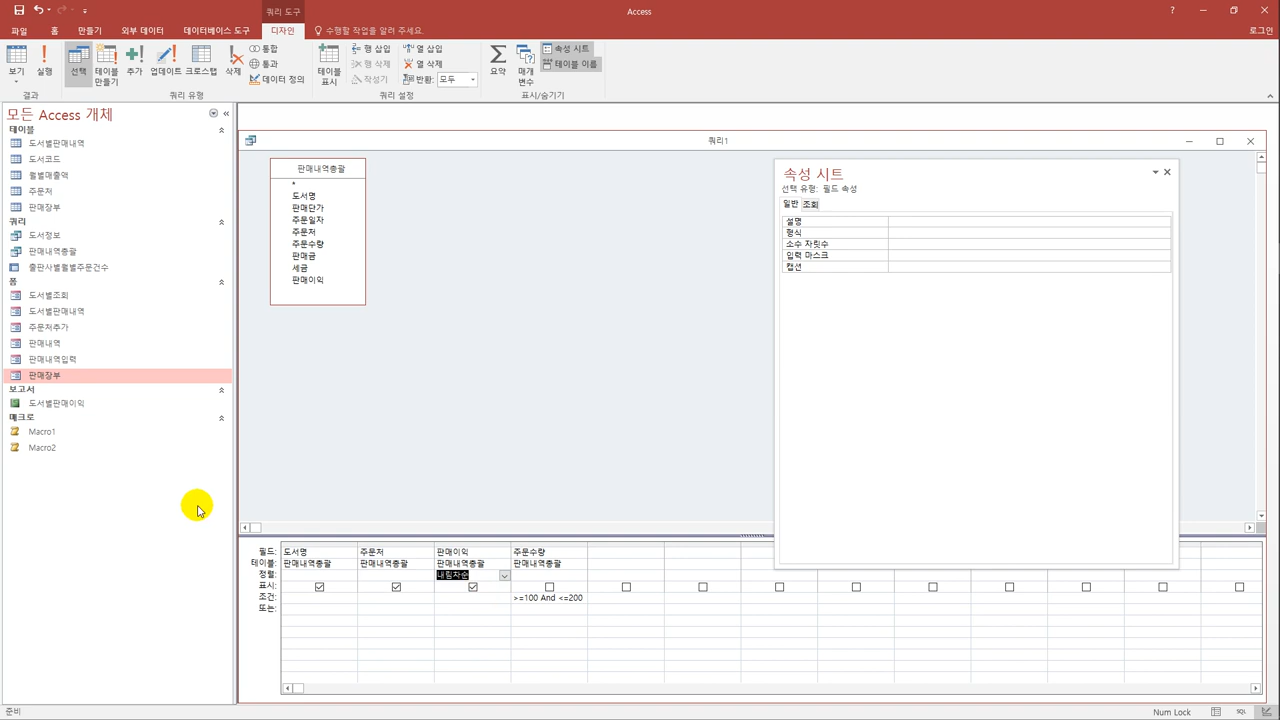 쿼리 도구
Access
?
파일 홈 만들기 외부 데이터 데이터베이스 도구 디자인 수행할 작업을 알려 주세요. 로그인
보기 실행 선택 테이블 만들기 추가 업데이트 크로스탭 삭제 테이블 표시 요약 매개 변수
통합 행 삽입 열 삽입 속성 시트
통과 행 삭제 열 삭제 테이블 이름
데이터 정의 작성기 반환: 모두
결과 쿼리 유형 쿼리 설정 표시/숨기기
모든 Access 개체
테이블
도서별판매내역
도서코드
월별매출액
주문처
판매장부
쿼리
도서정보
판매내역총괄
출판사별월별주문건수
폼
도서별조회
도서별판매내역
주문처추가
판매내역
판매내역입력
판매장부
보고서
도서별판매이익
매크로
Macro1
Macro2
쿼리1
판매내역총괄
*
도서명
판매단가
주문일자
주문처
주문수량
판매금
세금
판매이익
속성 시트
선택 유형: 필드 속성
일반 조회
설명
형식
소수 자릿수
입력 마스크
캡션
필드: 도서명 주문처 판매이익 주문수량
테이블: 판매내역총괄 판매내역총괄 판매내역총괄 판매내역총괄
정렬: 내림차순
표시:
조건: >=100 And <=200
또는:
준비
Num Lock
SQL